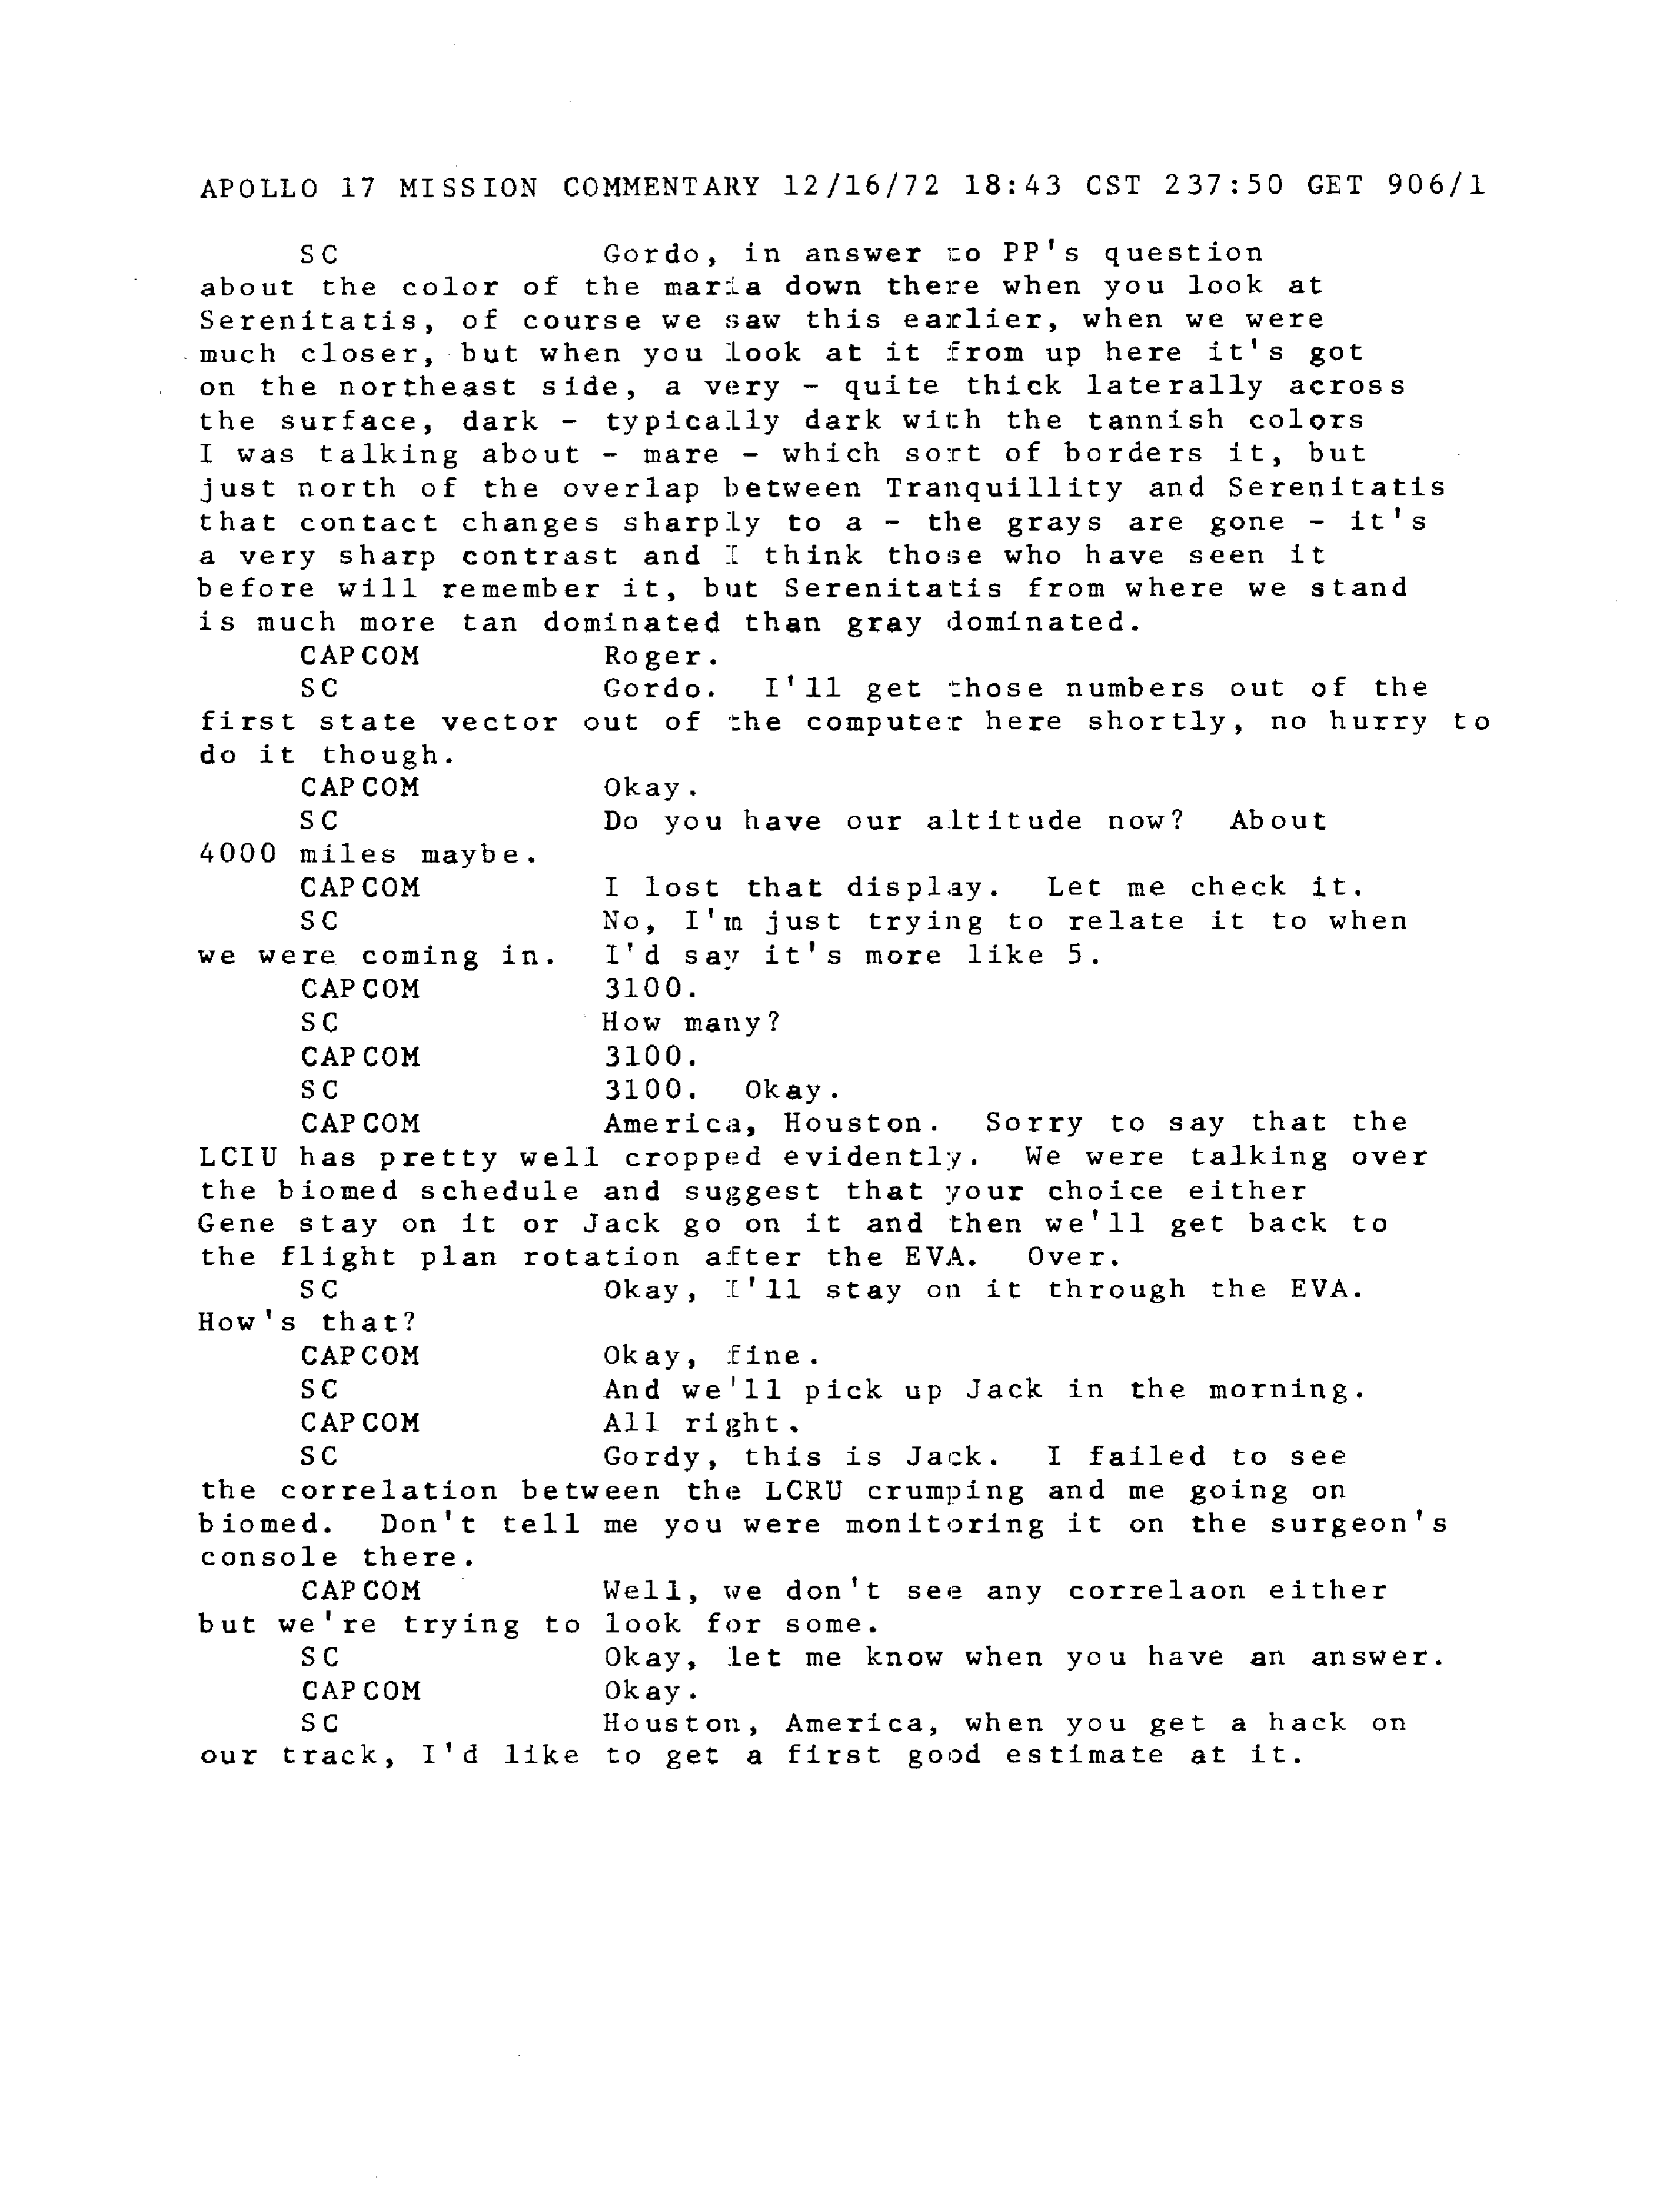 APOLLO 17 MISSION COMMENTARY 12/16/72 18:43 CST 237:50 GET 906/1
SC Gordo, in answer to PP's question
about the color of the maria down there when you look at
Serenitatis, of course we saw this earlier, when we were
much closer, but when you look at it from up here it's got
on the northeast side, a very - quite thick laterally across
the surface, dark - typically dark with the tannish colors
I was talking about - mare - which sort of borders it, but
just north of the overlap between Tranquillity and Serenitatis
that contact changes sharply to a - the grays are gone - it's
a very sharp contrast and I think those who have seen it
before will remember it, but Serenitatis from where we stand
is much more tan dominated than gray dominated.
CAPCOM Roger.
SC Gordo. I'll get those numbers out of the
first state vector out of the computer here shortly, no hurry to
do it though.
CAPCOM Okay.
SC Do you have our altitude now? About
4000 miles maybe.
CAPCOM I lost that display. Let me check it.
SC No, I'm just trying to relate it to when
we were coming in. I'd say it's more like 5.
CAPCOM 3100.
SC How many?
CAPCOM 3100.
SC 3100. Okay.
CAPCOM America, Houston. Sorry to say that the
LCIU has pretty well cropped evidently. We were talking over
the biomed schedule and suggest that your choice either
Gene stay on it or Jack go on it and then we'll get back to
the flight plan rotation after the EVA. Over.
SC Okay, I'll stay on it through the EVA.
How's that?
CAPCOM Okay, fine.
SC And we'll pick up Jack in the morning.
CAPCOM All right.
SC Gordy, this is Jack. I failed to see
the correlation between the LCRU crumping and me going on
biomed. Don't tell me you were monitoring it on the surgeon's
console there.
CAPCOM Well, we don't see any correlaon either
but we're trying to look for some.
SC Okay, let me know when you have an answer.
CAPCOM Okay.
SC Houston, America, when you get a hack on
our track, I'd like to get a first good estimate at it.